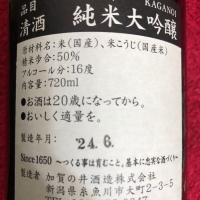 品目 KAGANOI
清酒 純米大吟醸
原材料名:米(国産)、米こうじ(国産米)
精米歩合:50%
アルコール分:16度
内容量:720ml
●お酒は20歳になってから。
●おいしく適量を。
製造年月: 24.6.
Since1650 〜つくる事は育むこと。基本に忠実な酒づくり〜
製造者 加賀の井酒造株式会社
新潟県糸魚川市大町2-3-5